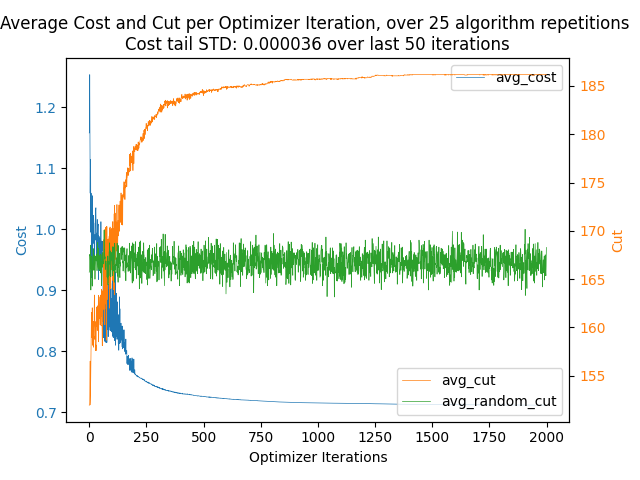 Average Cost and Cut per Optimizer Iteration, over 25 algorithm repetitions
Cost tail STD: 0.000036 over last 50 iterations
avg_cost
1.2
1.1
1.0
0.9
0.8
0.7
Cost
185
180
175
170
165
160
155
Cut
avg_cut
avg_random_cut
0 250 500 750 1000 1250 1500 1750 2000
Optimizer Iterations